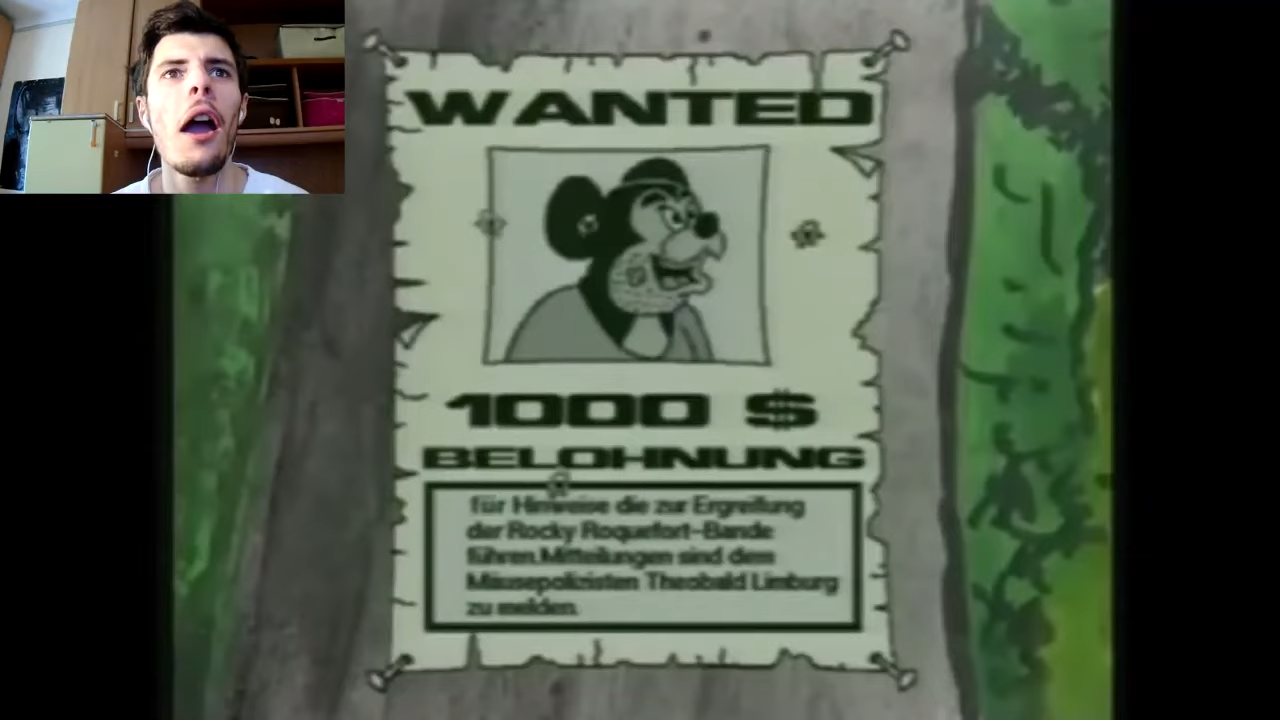 WANTED
1000 $
BELOHNUNG
für Hinweise die zur Ergreifung
der Rocky Roquefort-Bande
führen. Mitteilungen sind dem
Mäusepolizisten Theobald Limburg
zu melden.